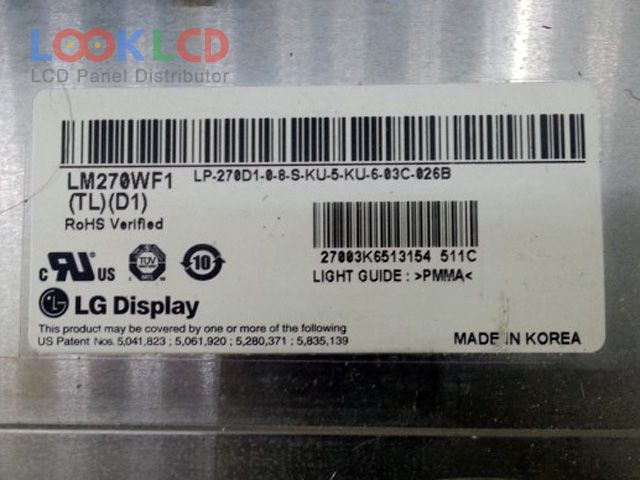 LOOKLCD
LCD Panel Distributor
LM270WF1
LP-270D1-0-8-S-KU-5-KU-6-03C-026B
(TL)(D1)
RoHS Verified
27003K6513154 511C
LIGHT GUIDE : >PMMA<
c UR US TÜV 10
LG Display
This product may be covered by one or more of the following
US Patent Nos. 5,041,823 ; 5,061,920 ; 5,280,371 ; 5,835,139
MADE IN KOREA